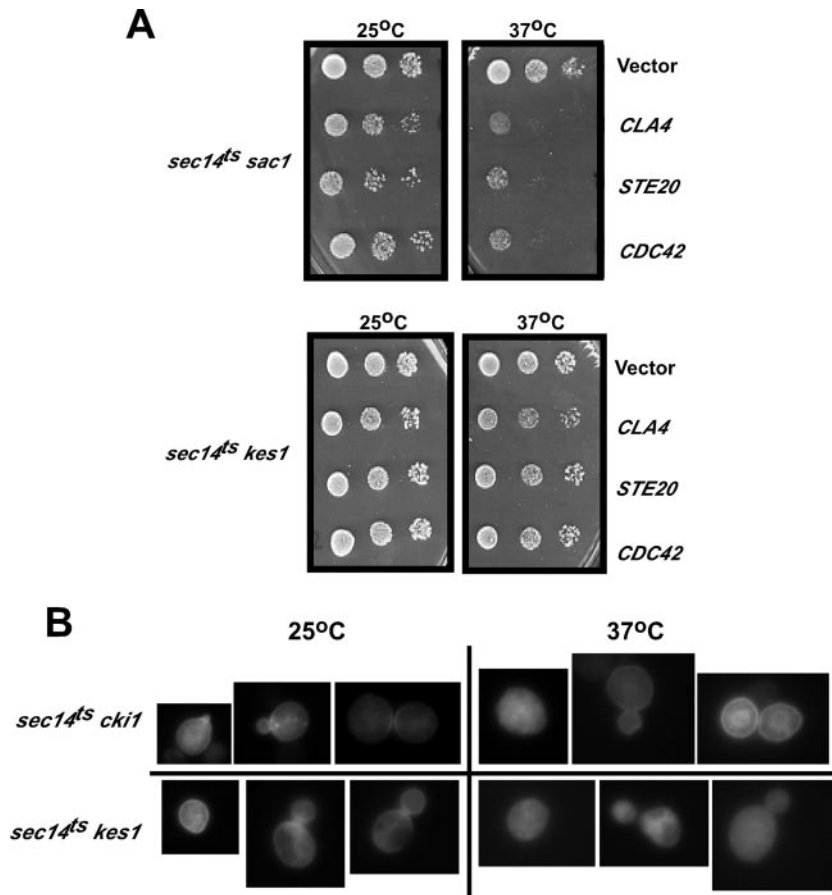 A
25°C 37°C
Vector
CLA4
sec14ts sac1
STE20
CDC42
25°C 37°C
Vector
CLA4
sec14ts kes1
STE20
CDC42
B
25°C 37°C
sec14ts cki1
sec14ts kes1